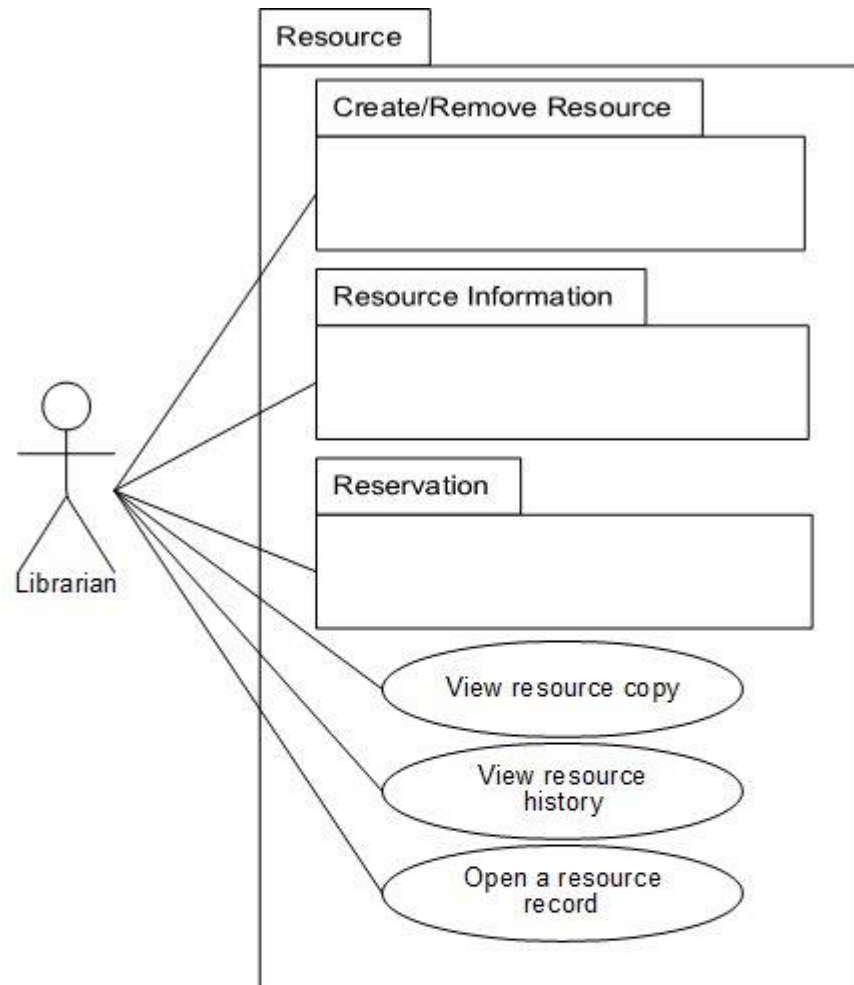 Resource
Create/Remove Resource
Resource Information
Reservation
Librarian
View resource copy
View resource
history
Open a resource
record